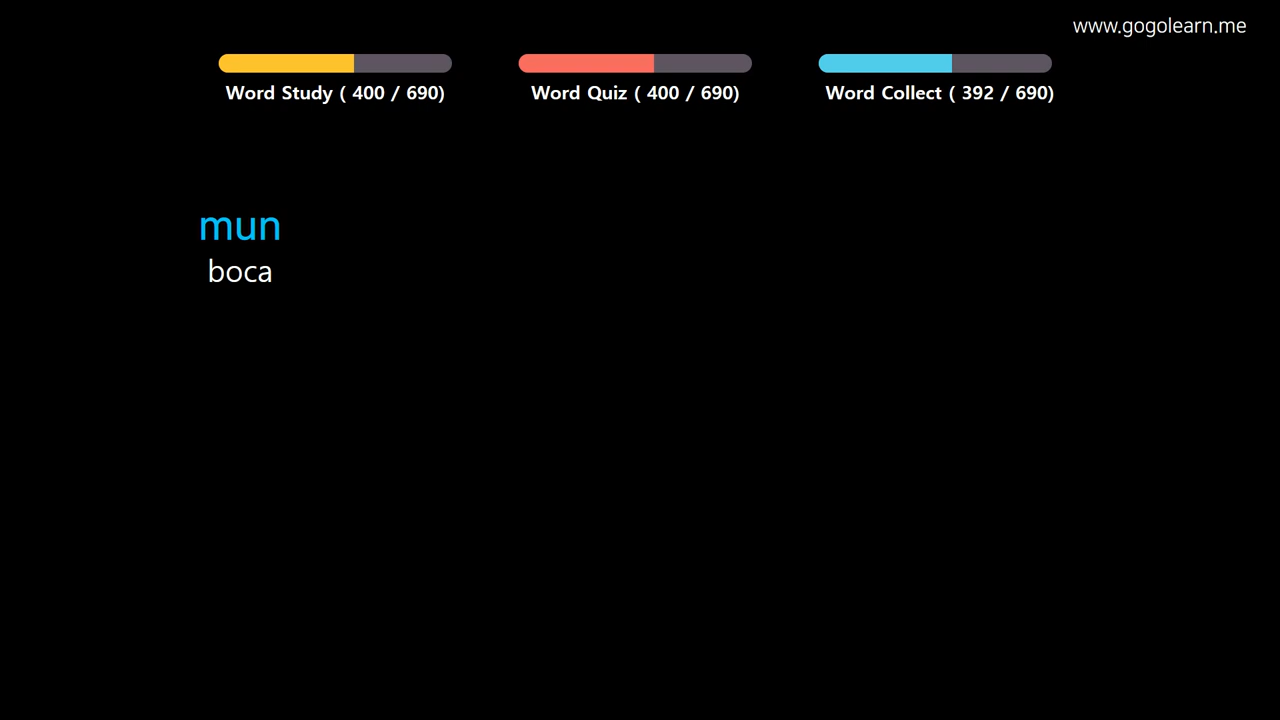 www.gogolearn.me
Word Study ( 400 / 690)
Word Quiz ( 400 / 690)
Word Collect ( 392 / 690)
mun
boca